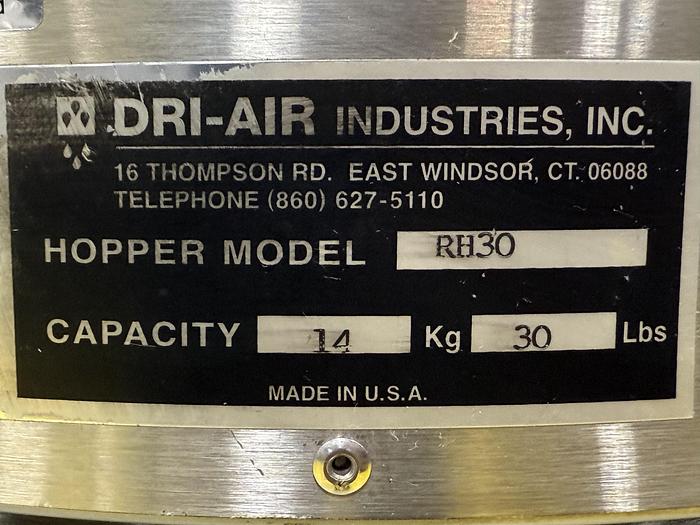 DRI-AIR INDUSTRIES, INC.
16 THOMPSON RD. EAST WINDSOR, CT. 06088
TELEPHONE (860) 627-5110
HOPPER MODEL RH30
CAPACITY 14 Kg 30 Lbs
MADE IN U.S.A.